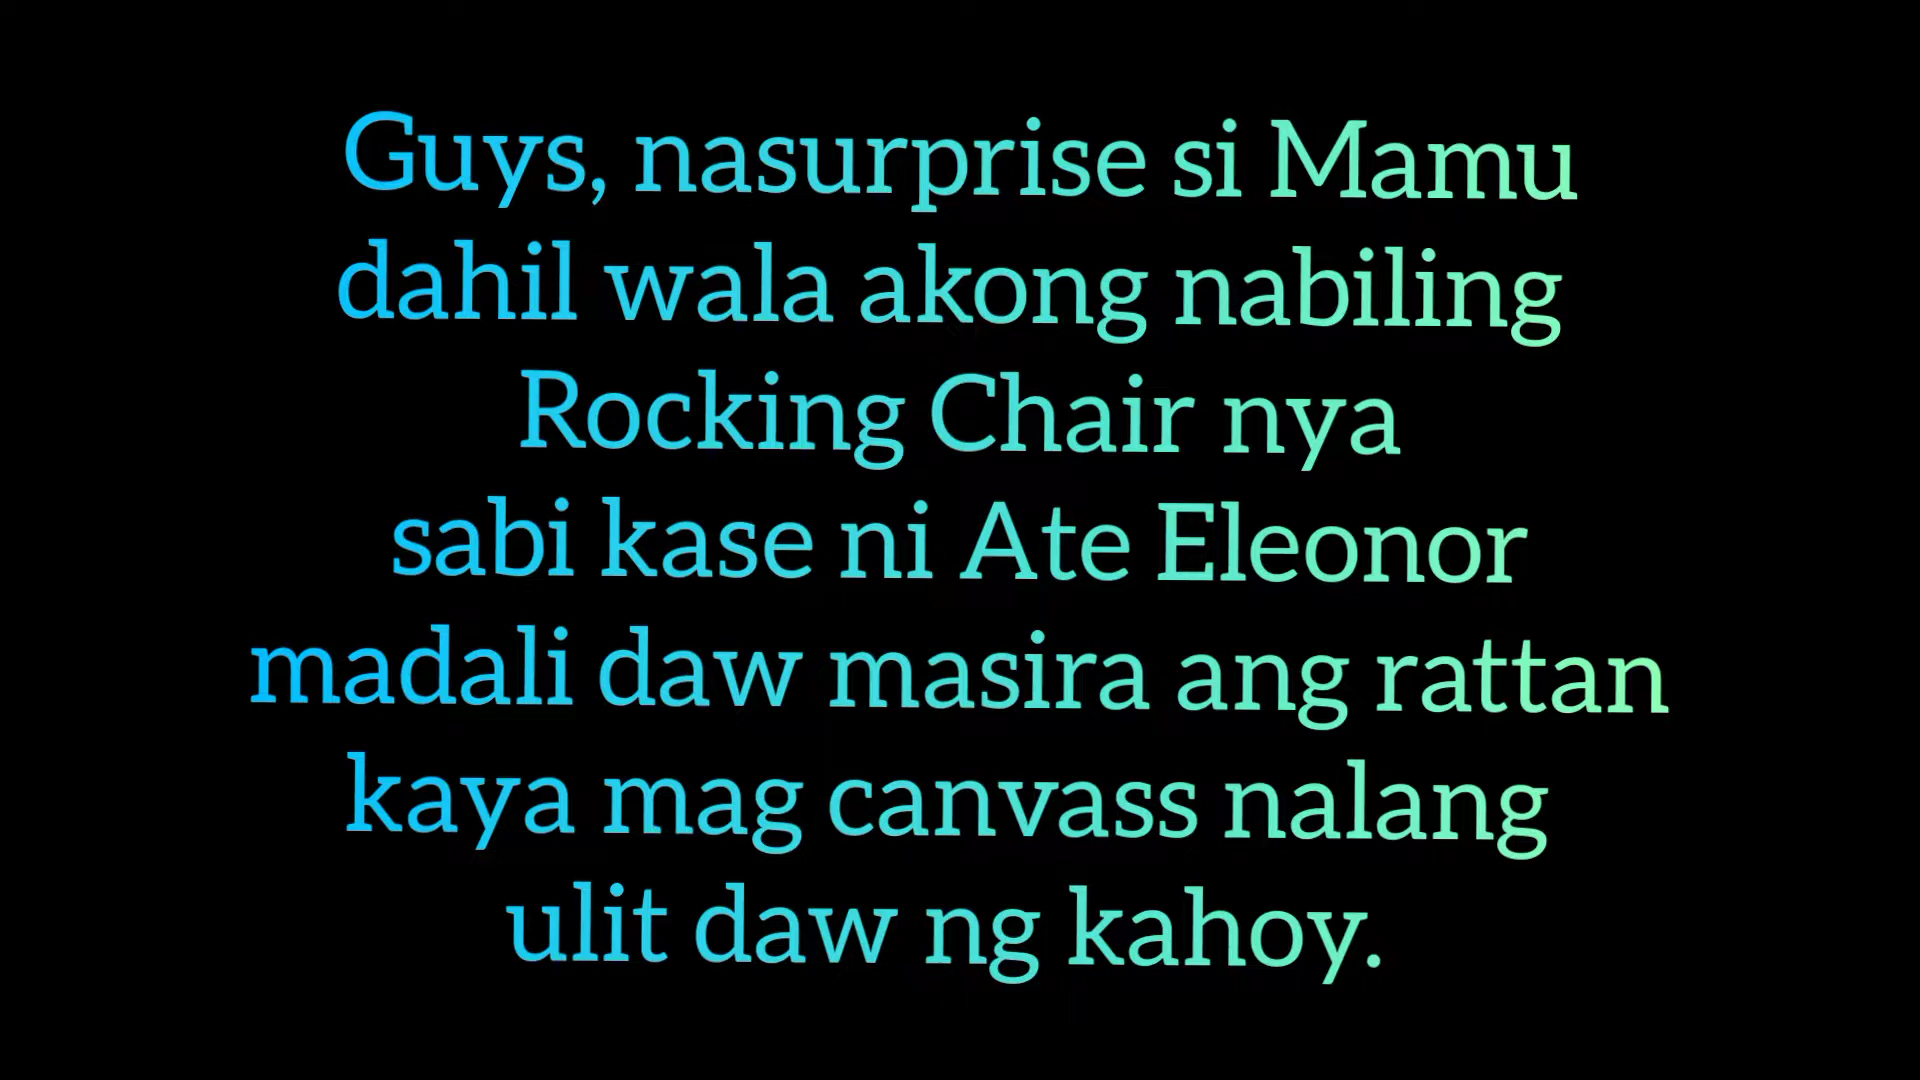 Guys, nasurprise si Mamu
dahil wala akong nabiling
Rocking Chair nya
sabi kase ni Ate Eleonor
madali daw masira ang rattan
kaya mag canvass nalang
ulit daw ng kahoy.